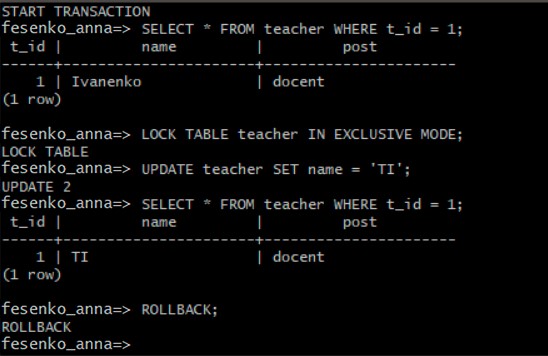 START TRANSACTION
fesenko_anna=> SELECT * FROM teacher WHERE t_id = 1;
 t_id |         name         |         post
------+----------------------+----------------------
    1 | Ivanenko             | docent
(1 row)
fesenko_anna=> LOCK TABLE teacher IN EXCLUSIVE MODE;
LOCK TABLE
fesenko_anna=> UPDATE teacher SET name = 'TI';
UPDATE 2
fesenko_anna=> SELECT * FROM teacher WHERE t_id = 1;
 t_id |         name         |         post
------+----------------------+----------------------
    1 | TI                   | docent
(1 row)
fesenko_anna=> ROLLBACK;
ROLLBACK
fesenko_anna=>